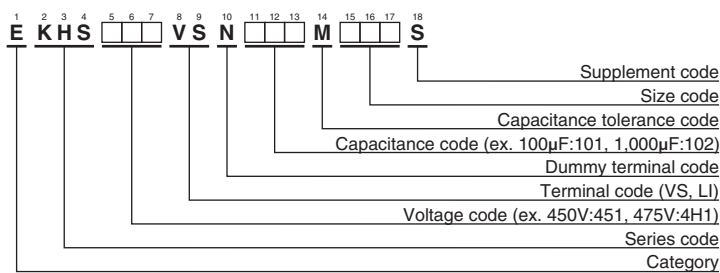 1 2 3 4 5 6 7 8 9 10 11 12 13 14 15 16 17 18
E KHS VS N M S
Supplement code
Size code
Capacitance tolerance code
Capacitance code (ex. 100µF:101, 1,000µF:102)
Dummy terminal code
Terminal code (VS, LI)
Voltage code (ex. 450V:451, 475V:4H1)
Series code
Category